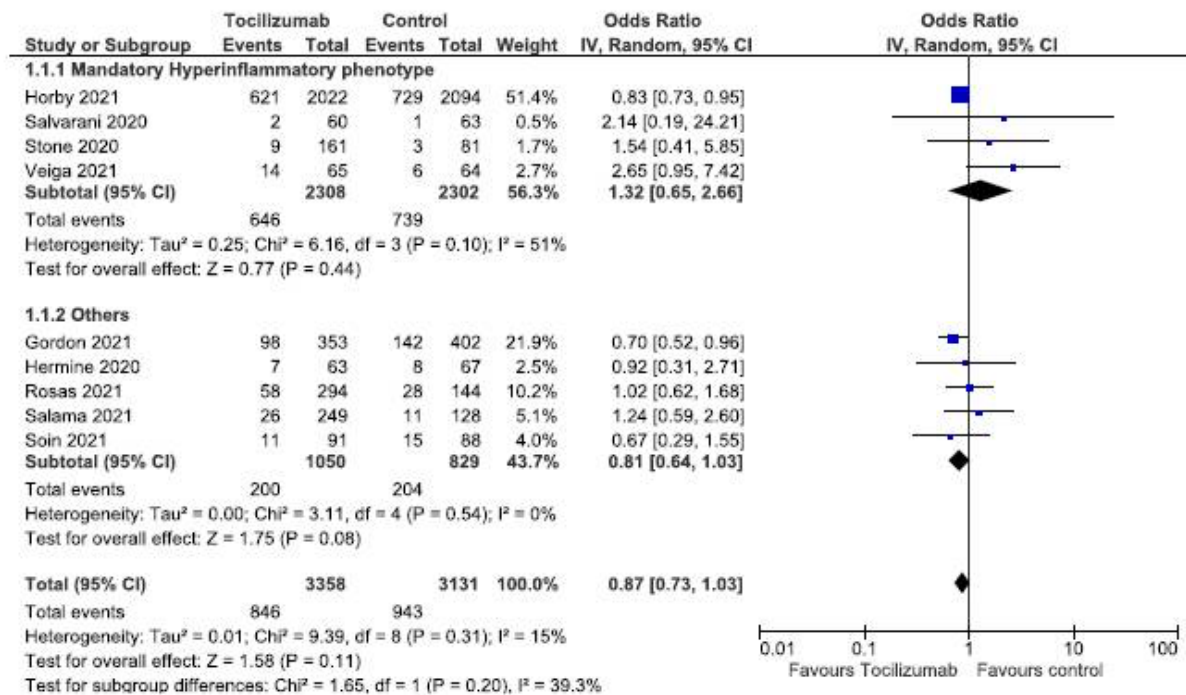 Tocilizumab Control Odds Ratio Odds Ratio
Study or Subgroup Events Total Events Total Weight IV, Random, 95% CI IV, Random, 95% CI
1.1.1 Mandatory Hyperinflammatory phenotype
Horby 2021 621 2022 729 2094 51.4% 0.83 [0.73, 0.95]
Salvarani 2020 2 60 1 63 0.5% 2.14 [0.19, 24.21]
Stone 2020 9 161 3 81 1.7% 1.54 [0.41, 5.85]
Veiga 2021 14 65 6 64 2.7% 2.65 [0.95, 7.42]
Subtotal (95% CI) 2308 2302 56.3% 1.32 [0.65, 2.66]
Total events 646 739
Heterogeneity: Tau² = 0.25; Chi² = 6.16, df = 3 (P = 0.10); I² = 51%
Test for overall effect: Z = 0.77 (P = 0.44)
1.1.2 Others
Gordon 2021 98 353 142 402 21.9% 0.70 [0.52, 0.96]
Hermine 2020 7 63 8 67 2.5% 0.92 [0.31, 2.71]
Rosas 2021 58 294 28 144 10.2% 1.02 [0.62, 1.68]
Salama 2021 26 249 11 128 5.1% 1.24 [0.59, 2.60]
Soin 2021 11 91 15 88 4.0% 0.67 [0.29, 1.55]
Subtotal (95% CI) 1050 829 43.7% 0.81 [0.64, 1.03]
Total events 200 204
Heterogeneity: Tau² = 0.00; Chi² = 3.11, df = 4 (P = 0.54); I² = 0%
Test for overall effect: Z = 1.75 (P = 0.08)
Total (95% CI) 3358 3131 100.0% 0.87 [0.73, 1.03]
Total events 846 943
Heterogeneity: Tau² = 0.01; Chi² = 9.39, df = 8 (P = 0.31); I² = 15%
Test for overall effect: Z = 1.58 (P = 0.11)
Test for subgroup differences: Chi² = 1.65, df = 1 (P = 0.20), I² = 39.3%
0.01 0.1 1 10 100
Favours Tocilizumab Favours control